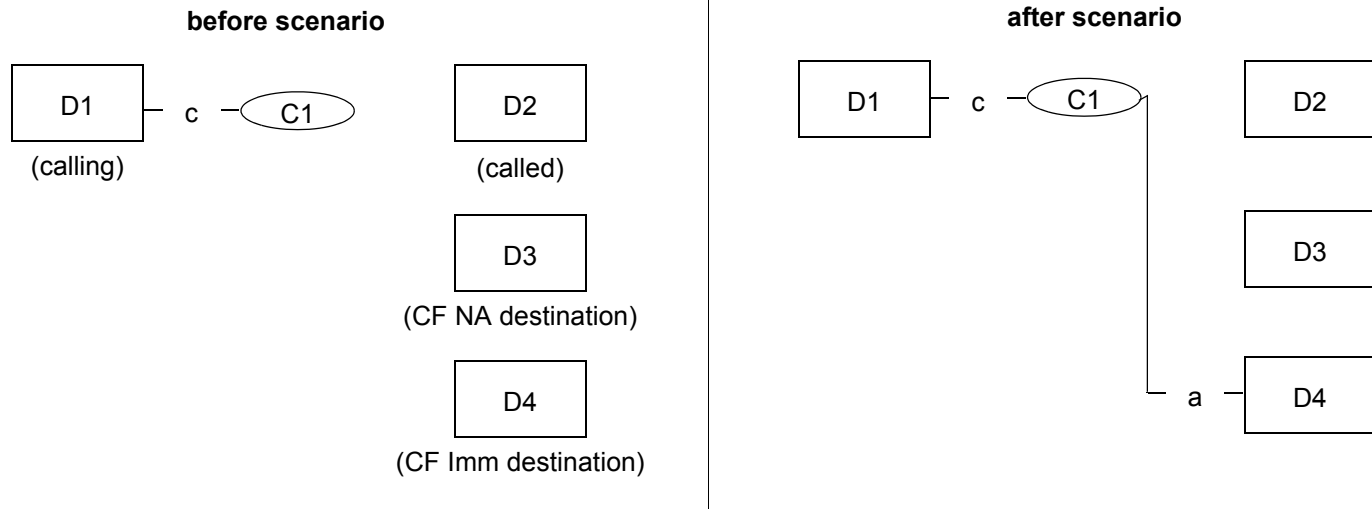 before scenario
D1
c
C1
D2
(calling)
(called)
D3
(CF NA destination)
D4
(CF Imm destination)
after scenario
D1
c
C1
D2
D3
a
D4